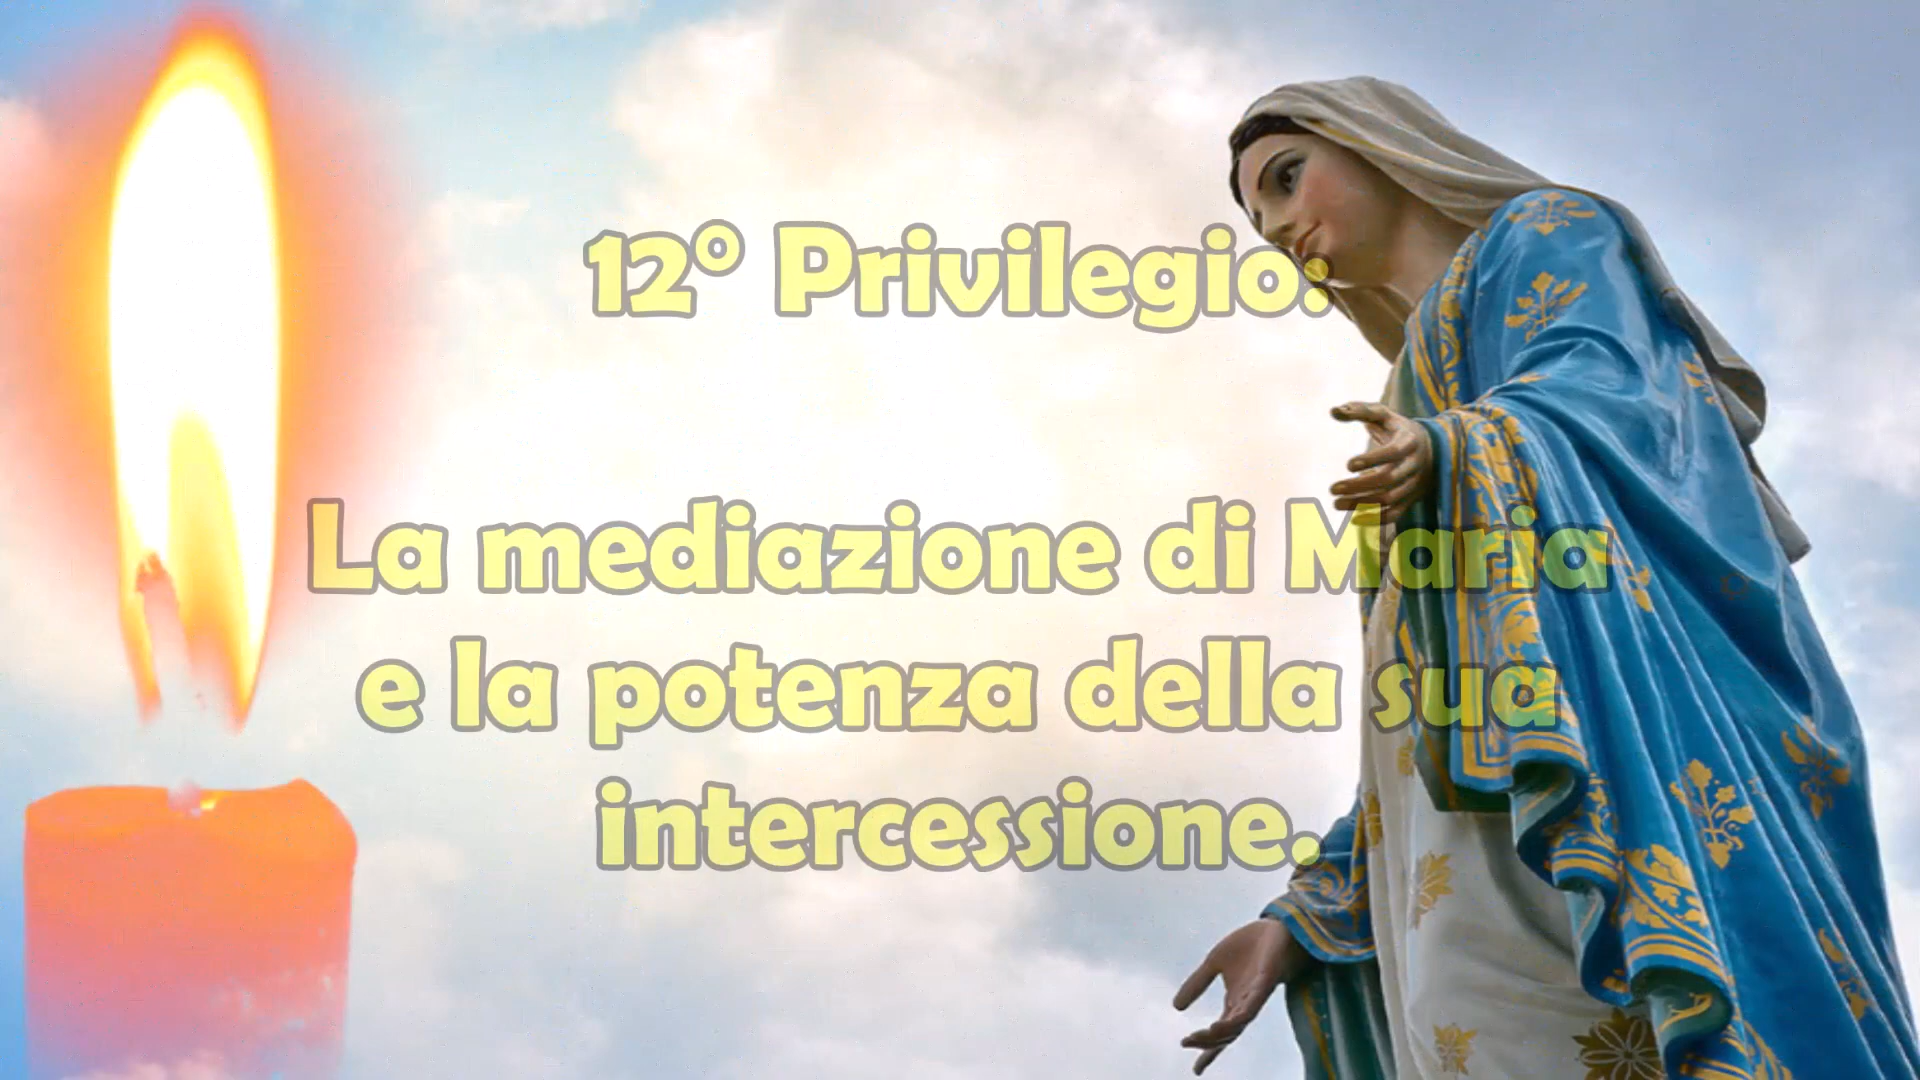 12° Privilegio:
La mediazione di Maria
e la potenza della sua
intercessione.